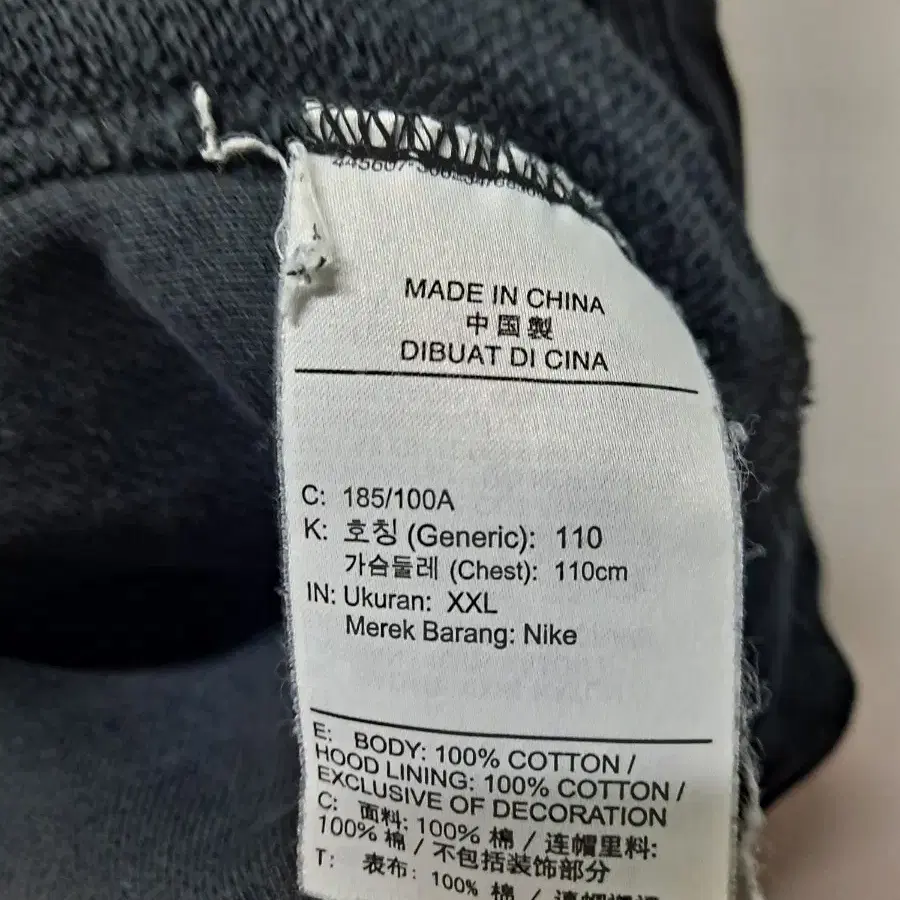 MADE IN CHINA
中国製
DIBUAT DI CINA
C: 185/100A
K: 호칭 (Generic): 110
가슴둘레 (Chest): 110cm
IN: Ukuran: XXL
Merek Barang: Nike
E: BODY: 100% COTTON /
HOOD LINING: 100% COTTON /
EXCLUSIVE OF DECORATION
C: 面料: 100% 棉 / 连帽里料:
100% 棉 / 不包括装饰部分
T: 表布: 100% 棉 /